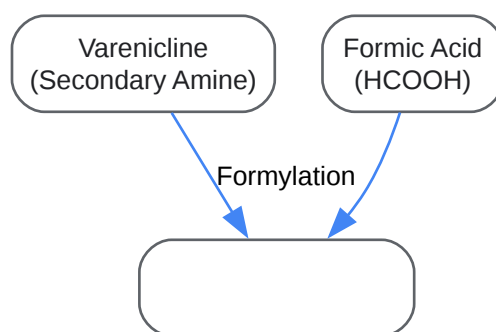 Varenicline
(Secondary Amine)
Formic Acid
(HCOOH)
Formylation